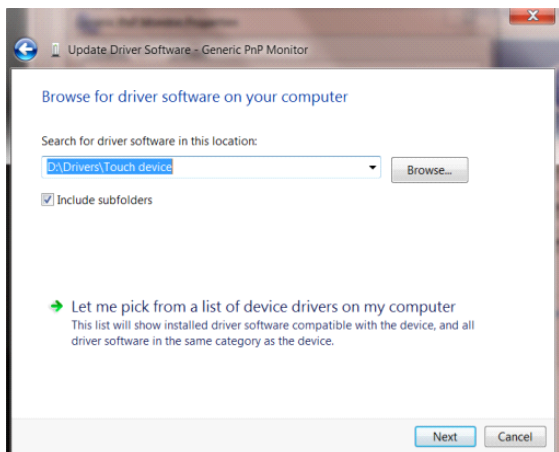 Update Driver Software - Generic PnP Monitor
Browse for driver software on your computer
Search for driver software in this location:
D:\Drivers\Touch device
Browse...
Include subfolders
Let me pick from a list of device drivers on my computer
This list will show installed driver software compatible with the device, and all
driver software in the same category as the device.
Next
Cancel